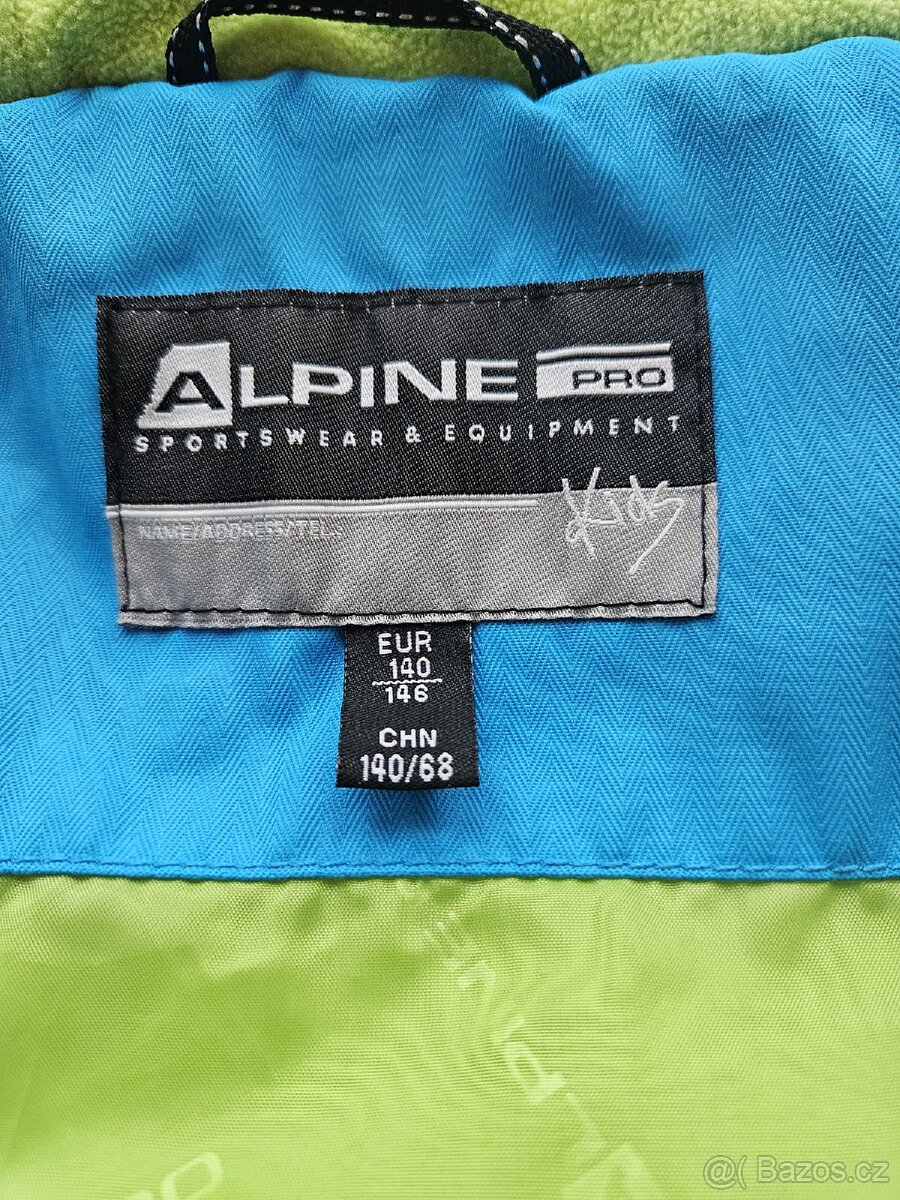 ALPINE PRO
SPORTSWEAR & EQUIPMENT
Kids
NAME/ADDRESS/TEL.:
EUR
140
146
CHN
140/68
@( Bazos.cz